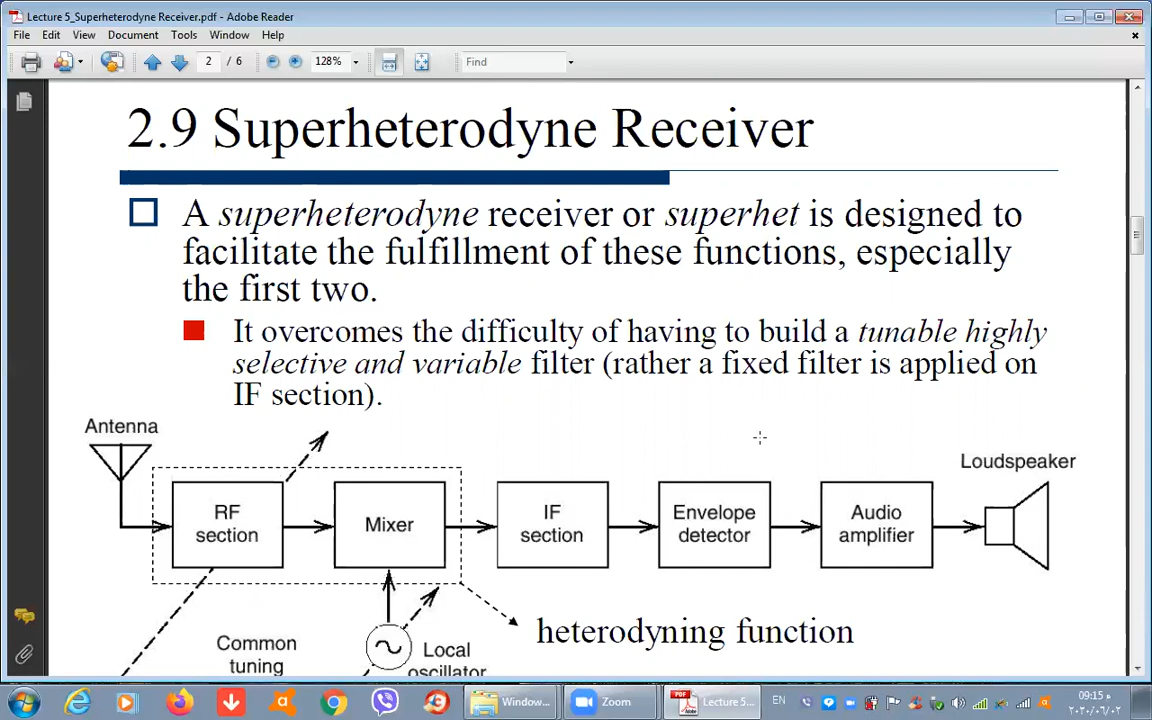 Lecture 5_Superheterodyne Receiver.pdf - Adobe Reader
File Edit View Document Tools Window Help
2 / 6 128% Find
2.9 Superheterodyne Receiver
A superheterodyne receiver or superhet is designed to
facilitate the fulfillment of these functions, especially
the first two.
It overcomes the difficulty of having to build a tunable highly
selective and variable filter (rather a fixed filter is applied on
IF section).
Antenna
Loudspeaker
RF
section
Mixer
IF
section
Envelope
detector
Audio
amplifier
heterodyning function
Common
tuning
Local
oscillator
Window... Zoom Lecture 5... EN
09:15 ص
٢٠٢٠/٠٦/٠٢